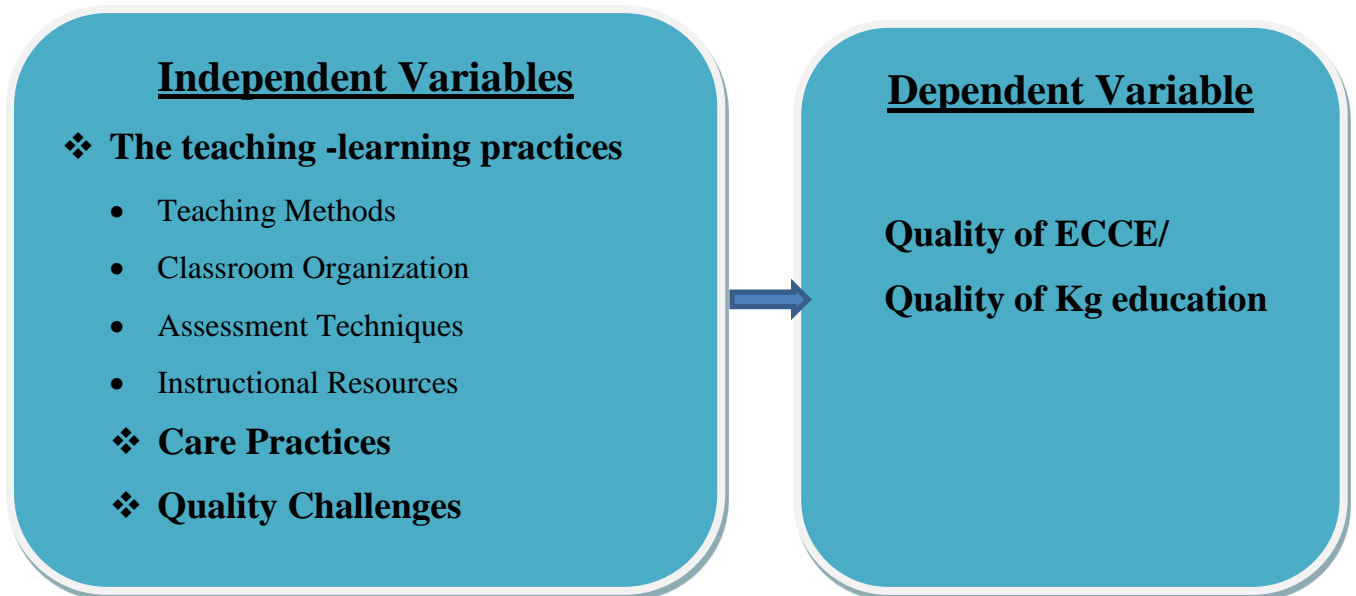 Independent Variables
❖ The teaching -learning practices
• Teaching Methods
• Classroom Organization
• Assessment Techniques
• Instructional Resources
❖ Care Practices
❖ Quality Challenges
Dependent Variable
Quality of ECCE/
Quality of Kg education